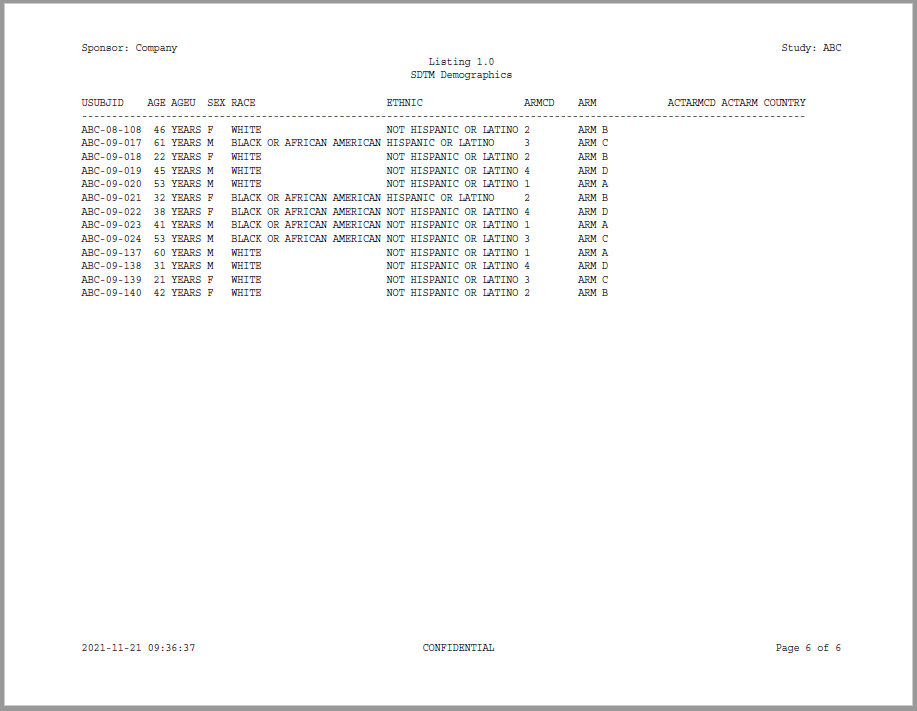 Sponsor: Company Study: ABC
Listing 1.0
SDTM Demographics
USUBJID AGE AGEU SEX RACE ETHNIC ARMCD ARM ACTARMCD ACTARM COUNTRY
ABC-08-108 46 YEARS F WHITE NOT HISPANIC OR LATINO 2 ARM B
ABC-09-017 61 YEARS M BLACK OR AFRICAN AMERICAN HISPANIC OR LATINO 3 ARM C
ABC-09-018 22 YEARS F WHITE NOT HISPANIC OR LATINO 2 ARM B
ABC-09-019 45 YEARS M WHITE NOT HISPANIC OR LATINO 4 ARM D
ABC-09-020 53 YEARS M WHITE NOT HISPANIC OR LATINO 1 ARM A
ABC-09-021 32 YEARS F BLACK OR AFRICAN AMERICAN HISPANIC OR LATINO 2 ARM B
ABC-09-022 38 YEARS F BLACK OR AFRICAN AMERICAN NOT HISPANIC OR LATINO 4 ARM D
ABC-09-023 41 YEARS M BLACK OR AFRICAN AMERICAN NOT HISPANIC OR LATINO 1 ARM A
ABC-09-024 53 YEARS M BLACK OR AFRICAN AMERICAN NOT HISPANIC OR LATINO 3 ARM C
ABC-09-137 60 YEARS M WHITE NOT HISPANIC OR LATINO 1 ARM A
ABC-09-138 31 YEARS M WHITE NOT HISPANIC OR LATINO 4 ARM D
ABC-09-139 21 YEARS F WHITE NOT HISPANIC OR LATINO 3 ARM C
ABC-09-140 42 YEARS F WHITE NOT HISPANIC OR LATINO 2 ARM B
2021-11-21 09:36:37 CONFIDENTIAL Page 6 of 6